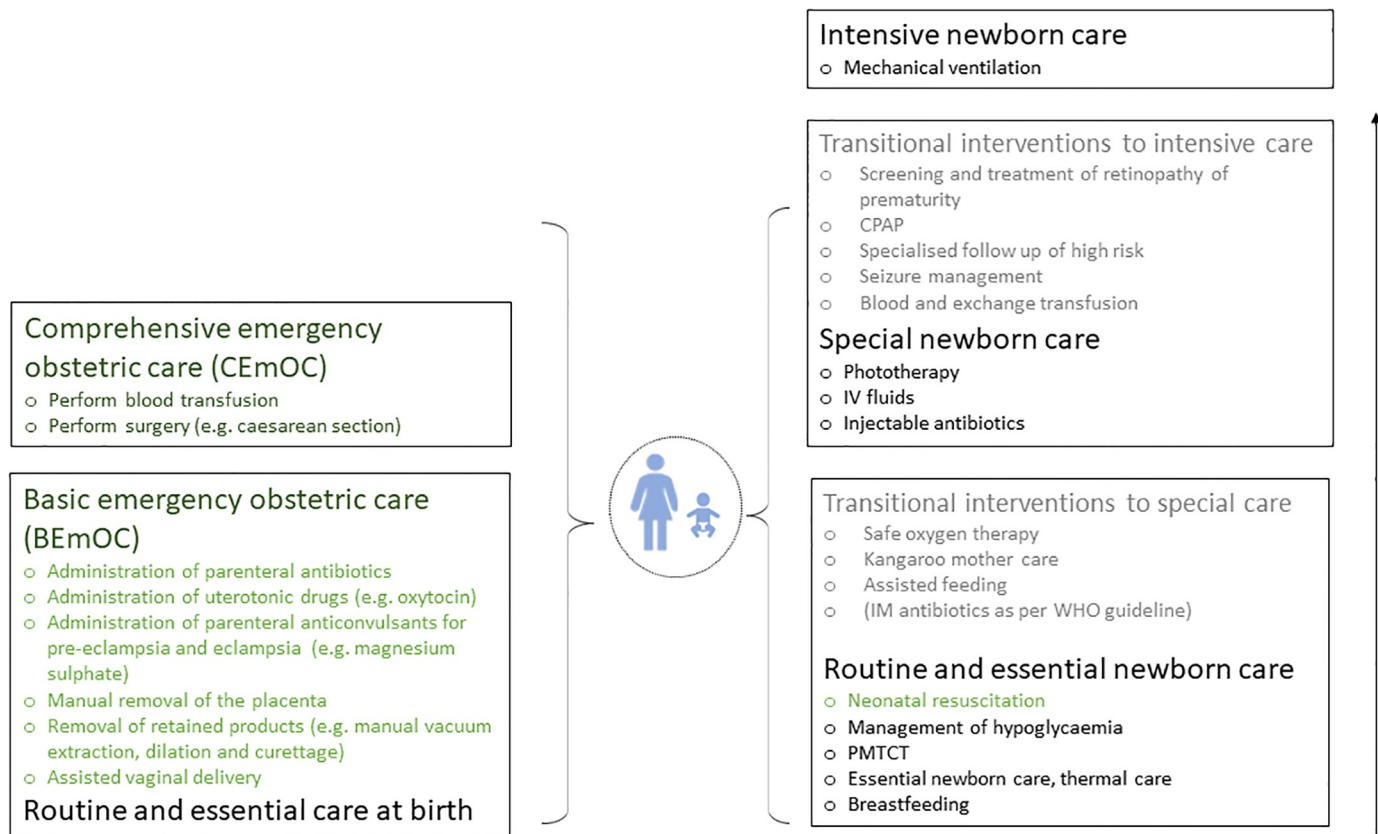 Comprehensive emergency
obstetric care (CEmOC)
o Perform blood transfusion
o Perform surgery (e.g. caesarean section)
Basic emergency obstetric care
(BEmOC)
o Administration of parenteral antibiotics
o Administration of uterotonic drugs (e.g. oxytocin)
o Administration of parenteral anticonvulsants for
pre-eclampsia and eclampsia (e.g. magnesium
sulphate)
o Manual removal of the placenta
o Removal of retained products (e.g. manual vacuum
extraction, dilation and curettage)
o Assisted vaginal delivery
Routine and essential care at birth
Intensive newborn care
o Mechanical ventilation
Transitional interventions to intensive care
o Screening and treatment of retinopathy of
prematurity
o CPAP
o Specialised follow up of high risk
o Seizure management
o Blood and exchange transfusion
Special newborn care
o Phototherapy
o IV fluids
o Injectable antibiotics
Transitional interventions to special care
o Safe oxygen therapy
o Kangaroo mother care
o Assisted feeding
o (IM antibiotics as per WHO guideline)
Routine and essential newborn care
o Neonatal resuscitation
o Management of hypoglycaemia
o PMTCT
o Essential newborn care, thermal care
o Breastfeeding